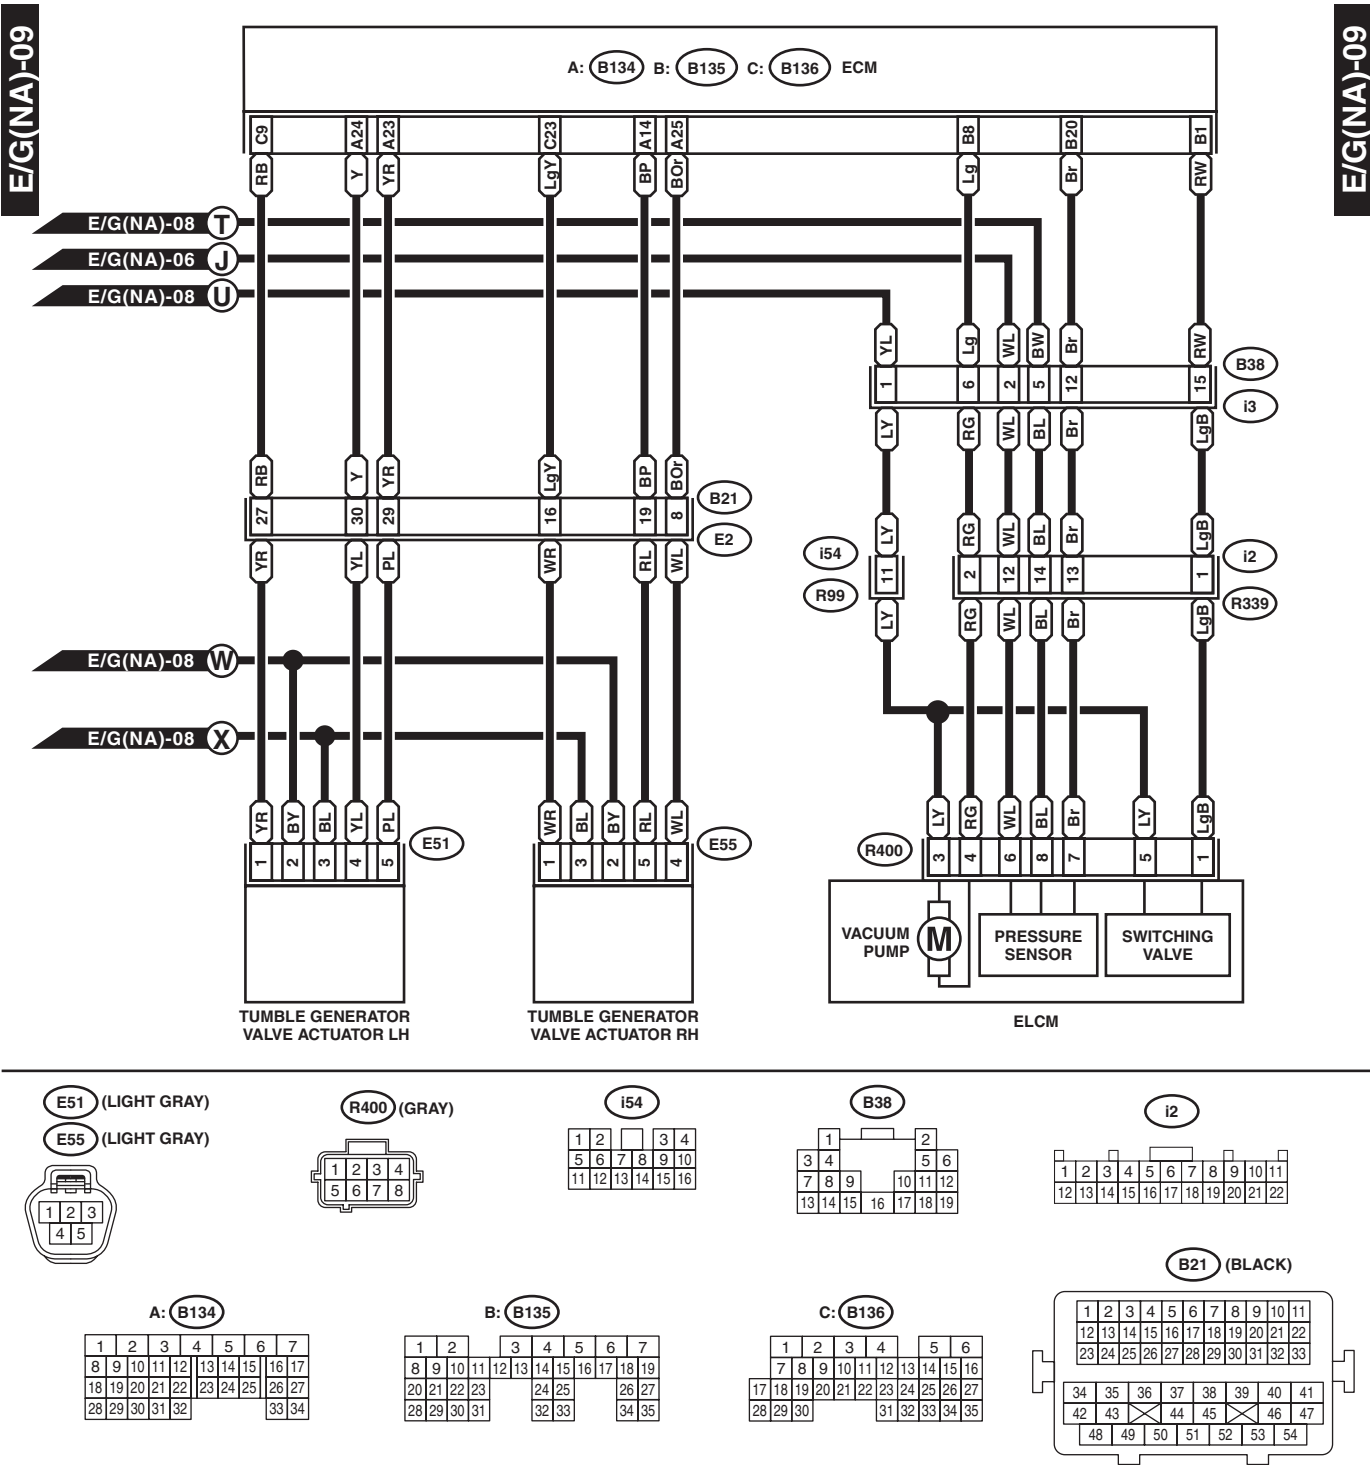 E/G(NA)-09
E/G(NA)-09
A: B134 B: B135 C: B136 ECM
C9 A24 A23 C23 A14 A25 B8 B20 B1
RB Y YR LgY BP BOr Lg Br RW
E/G(NA)-08 T
E/G(NA)-06 J
E/G(NA)-08 U
YL Lg WL BW Br RW
1 6 2 5 12 15 B38
i3
LY RG WL BL Br LgB
RB Y YR LgY BP BOr
27 30 29 16 19 8 B21
E2
YR YL PL WR RL WL
LY RG WL BL Br LgB
i54 11 2 12 14 13 1 i2
R99 R339
LY RG WL BL Br LgB
E/G(NA)-08 W
E/G(NA)-08 X
YR BY BL YL PL WR BL BY RL WL LY RG WL BL Br LY LgB
E51 E55 R400
1 2 3 4 5 1 3 2 5 4 3 4 6 8 7 5 1
VACUUM PUMP
M
PRESSURE SENSOR
SWITCHING VALVE
TUMBLE GENERATOR
VALVE ACTUATOR LH
TUMBLE GENERATOR
VALVE ACTUATOR RH
ELCM
E51 (LIGHT GRAY)
E55 (LIGHT GRAY)
1 2 3
4 5
R400 (GRAY)
1 2 3 4
5 6 7 8
i54
1 2 3 4
5 6 7 8 9 10
11 12 13 14 15 16
B38
1 2
3 4 5 6
7 8 9 10 11 12
13 14 15 16 17 18 19
i2
1 2 3 4 5 6 7 8 9 10 11
12 13 14 15 16 17 18 19 20 21 22
A: B134
1 2 3 4 5 6 7
8 9 10 11 12 13 14 15 16 17
18 19 20 21 22 23 24 25 26 27
28 29 30 31 32 33 34
B: B135
1 2 3 4 5 6 7
8 9 10 11 12 13 14 15 16 17 18 19
20 21 22 23 24 25 26 27
28 29 30 31 32 33 34 35
C: B136
1 2 3 4 5 6
7 8 9 10 11 12 13 14 15 16
17 18 19 20 21 22 23 24 25 26 27
28 29 30 31 32 33 34 35
B21 (BLACK)
1 2 3 4 5 6 7 8 9 10 11
12 13 14 15 16 17 18 19 20 21 22
23 24 25 26 27 28 29 30 31 32 33
34 35 36 37 38 39 40 41
42 43 44 45 46 47
48 49 50 51 52 53 54